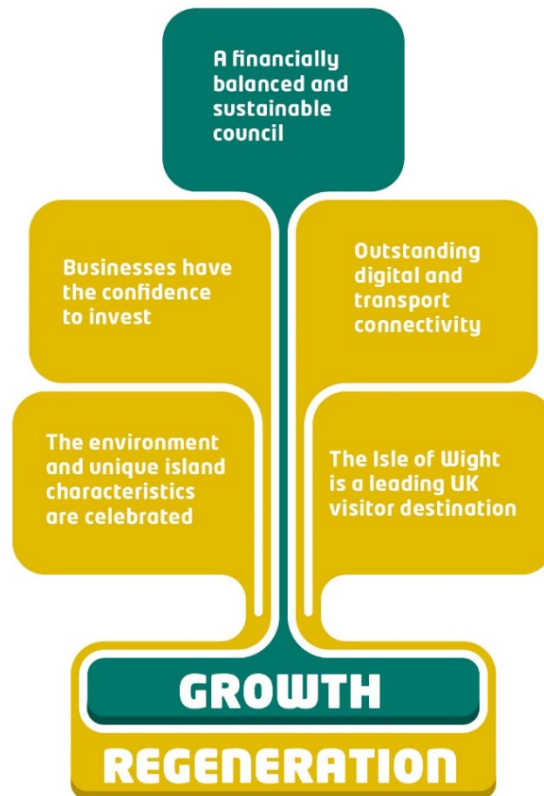 A financially
balanced and
sustainable
council
Businesses have
the confidence
to invest
Outstanding
digital and
transport
connectivity
The environment
and unique island
characteristics
are celebrated
The Isle of Wight
is a leading UK
visitor destination
GROWTH
REGENERATION